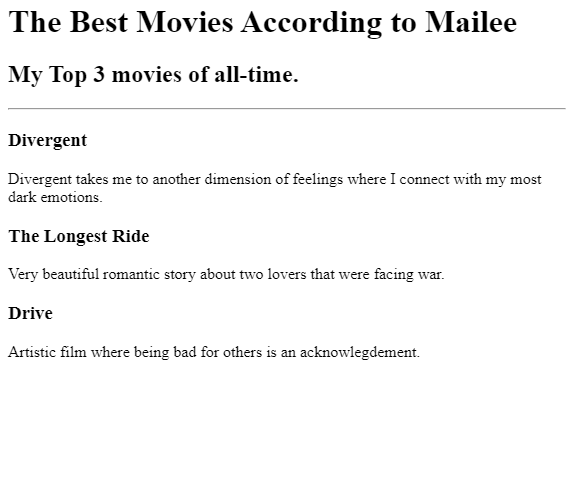 The Best Movies According to Mailee
My Top 3 movies of all-time.
Divergent
Divergent takes me to another dimension of feelings where I connect with my most
dark emotions.
The Longest Ride
Very beautiful romantic story about two lovers that were facing war.
Drive
Artistic film where being bad for others is an acknowlegdement.